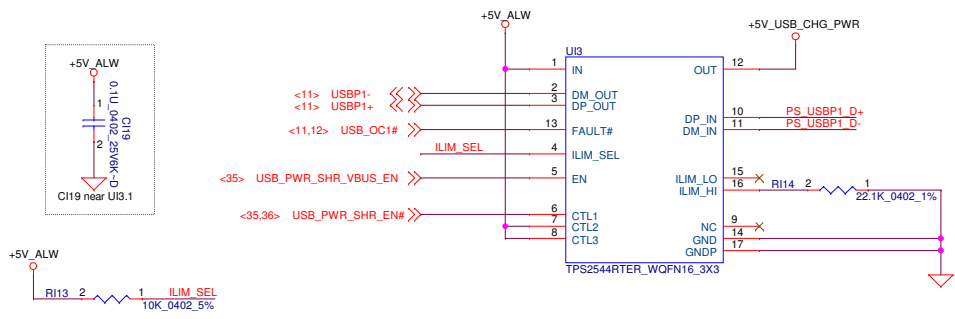 +5V_ALW
+5V_USB_CHG_PWR
+5V_ALW
1
0.1U_0402_25V6K~D
CI19
2
CI19 near UI3.1
UI3
1 IN
OUT 12
<11> USBP1- 2 DM_OUT
<11> USBP1+ 3 DP_OUT
DP_IN 10 PS_USBP1_D+
DM_IN 11 PS_USBP1_D-
<11,12> USB_OC1# 13 FAULT#
ILIM_SEL 4 ILIM_SEL
<35> USB_PWR_SHR_VBUS_EN 5 EN
ILIM_LO 15
ILIM_HI 16 RI14 2 1
22.1K_0402_1%
<35,36> USB_PWR_SHR_EN# 6 CTL1
7 CTL2
8 CTL3
NC 9
GND 14
GNDP 17
TPS2544RTER_WQFN16_3X3
+5V_ALW
RI13 2 1 ILIM_SEL
10K_0402_5%